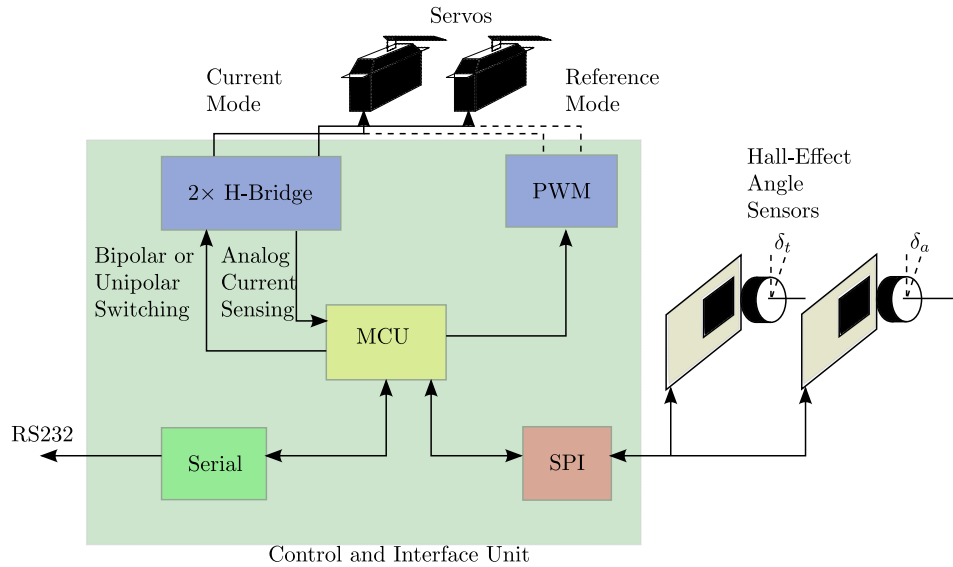 Servos
Current
Mode
Reference
Mode
2× H-Bridge
PWM
Hall-Effect
Angle
Sensors
δt
δa
Bipolar or
Unipolar
Switching
Analog
Current
Sensing
MCU
RS232
Serial
SPI
Control and Interface Unit